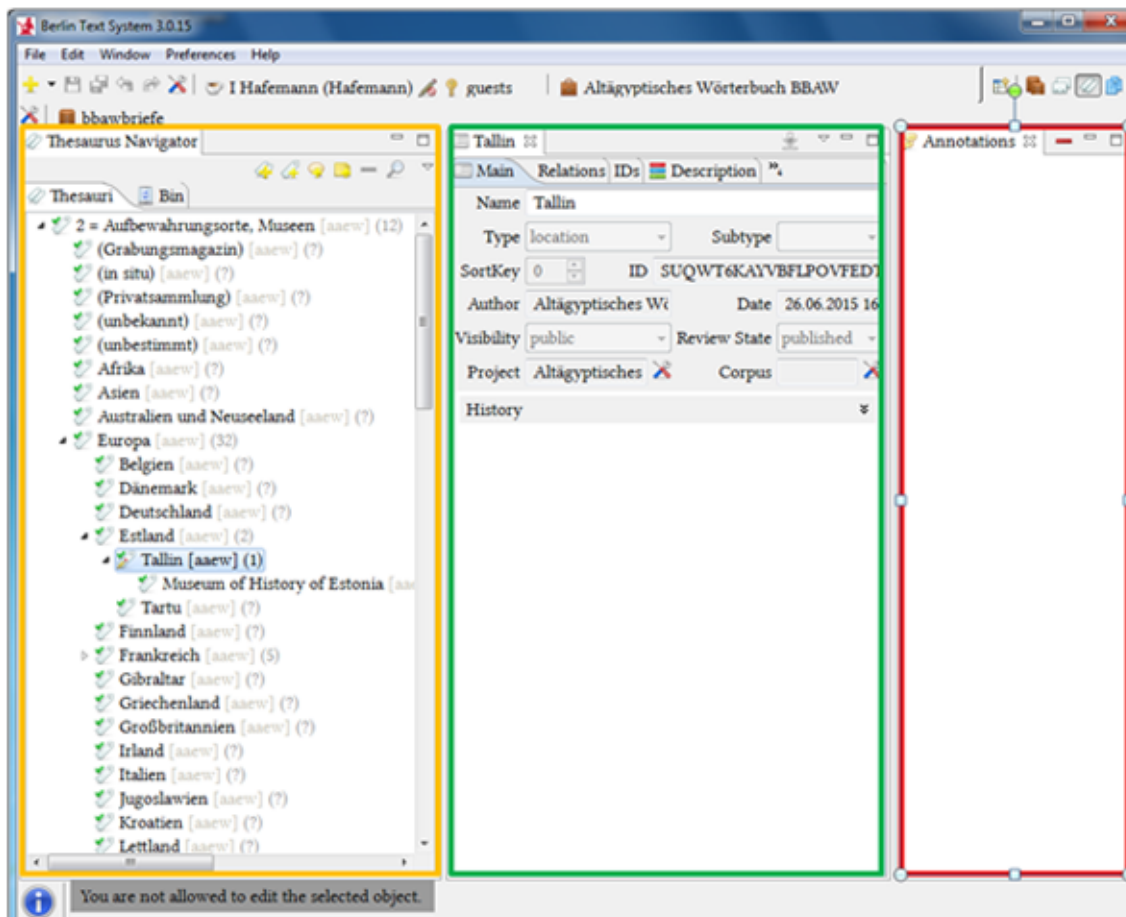 Berlin Text System 3.0.15
File Edit Window Preferences Help
I Hafemann (Hafemann) guests Altägyptisches Wörterbuch BBAW
bbawbriefe
Thesaurus Navigator
Thesauri Bin
2 = Aufbewahrungsorte, Museen [aaew] (12)
(Grabungsmagazin) [aaew] (?)
(in situ) [aaew] (?)
(Privatsammlung) [aaew] (?)
(unbekannt) [aaew] (?)
(unbestimmt) [aaew] (?)
Afrika [aaew] (?)
Asien [aaew] (?)
Australien und Neuseeland [aaew] (?)
Europa [aaew] (32)
Belgien [aaew] (?)
Dänemark [aaew] (?)
Deutschland [aaew] (?)
Estland [aaew] (2)
Tallin [aaew] (1)
Museum of History of Estonia [aae
Tartu [aaew] (?)
Finnland [aaew] (?)
Frankreich [aaew] (5)
Gibraltar [aaew] (?)
Griechenland [aaew] (?)
Großbritannien [aaew] (?)
Irland [aaew] (?)
Italien [aaew] (?)
Jugoslawien [aaew] (?)
Kroatien [aaew] (?)
Lettland [aaew] (?)
Tallin
Main Relations IDs Description »4
Name Tallin
Type location Subtype
SortKey 0 ID SUQWT6KAYVBFLPOVFEDT
Author Altägyptisches Wö Date 26.06.2015 16
Visibility public Review State published
Project Altägyptisches Corpus
History
Annotations
You are not allowed to edit the selected object.